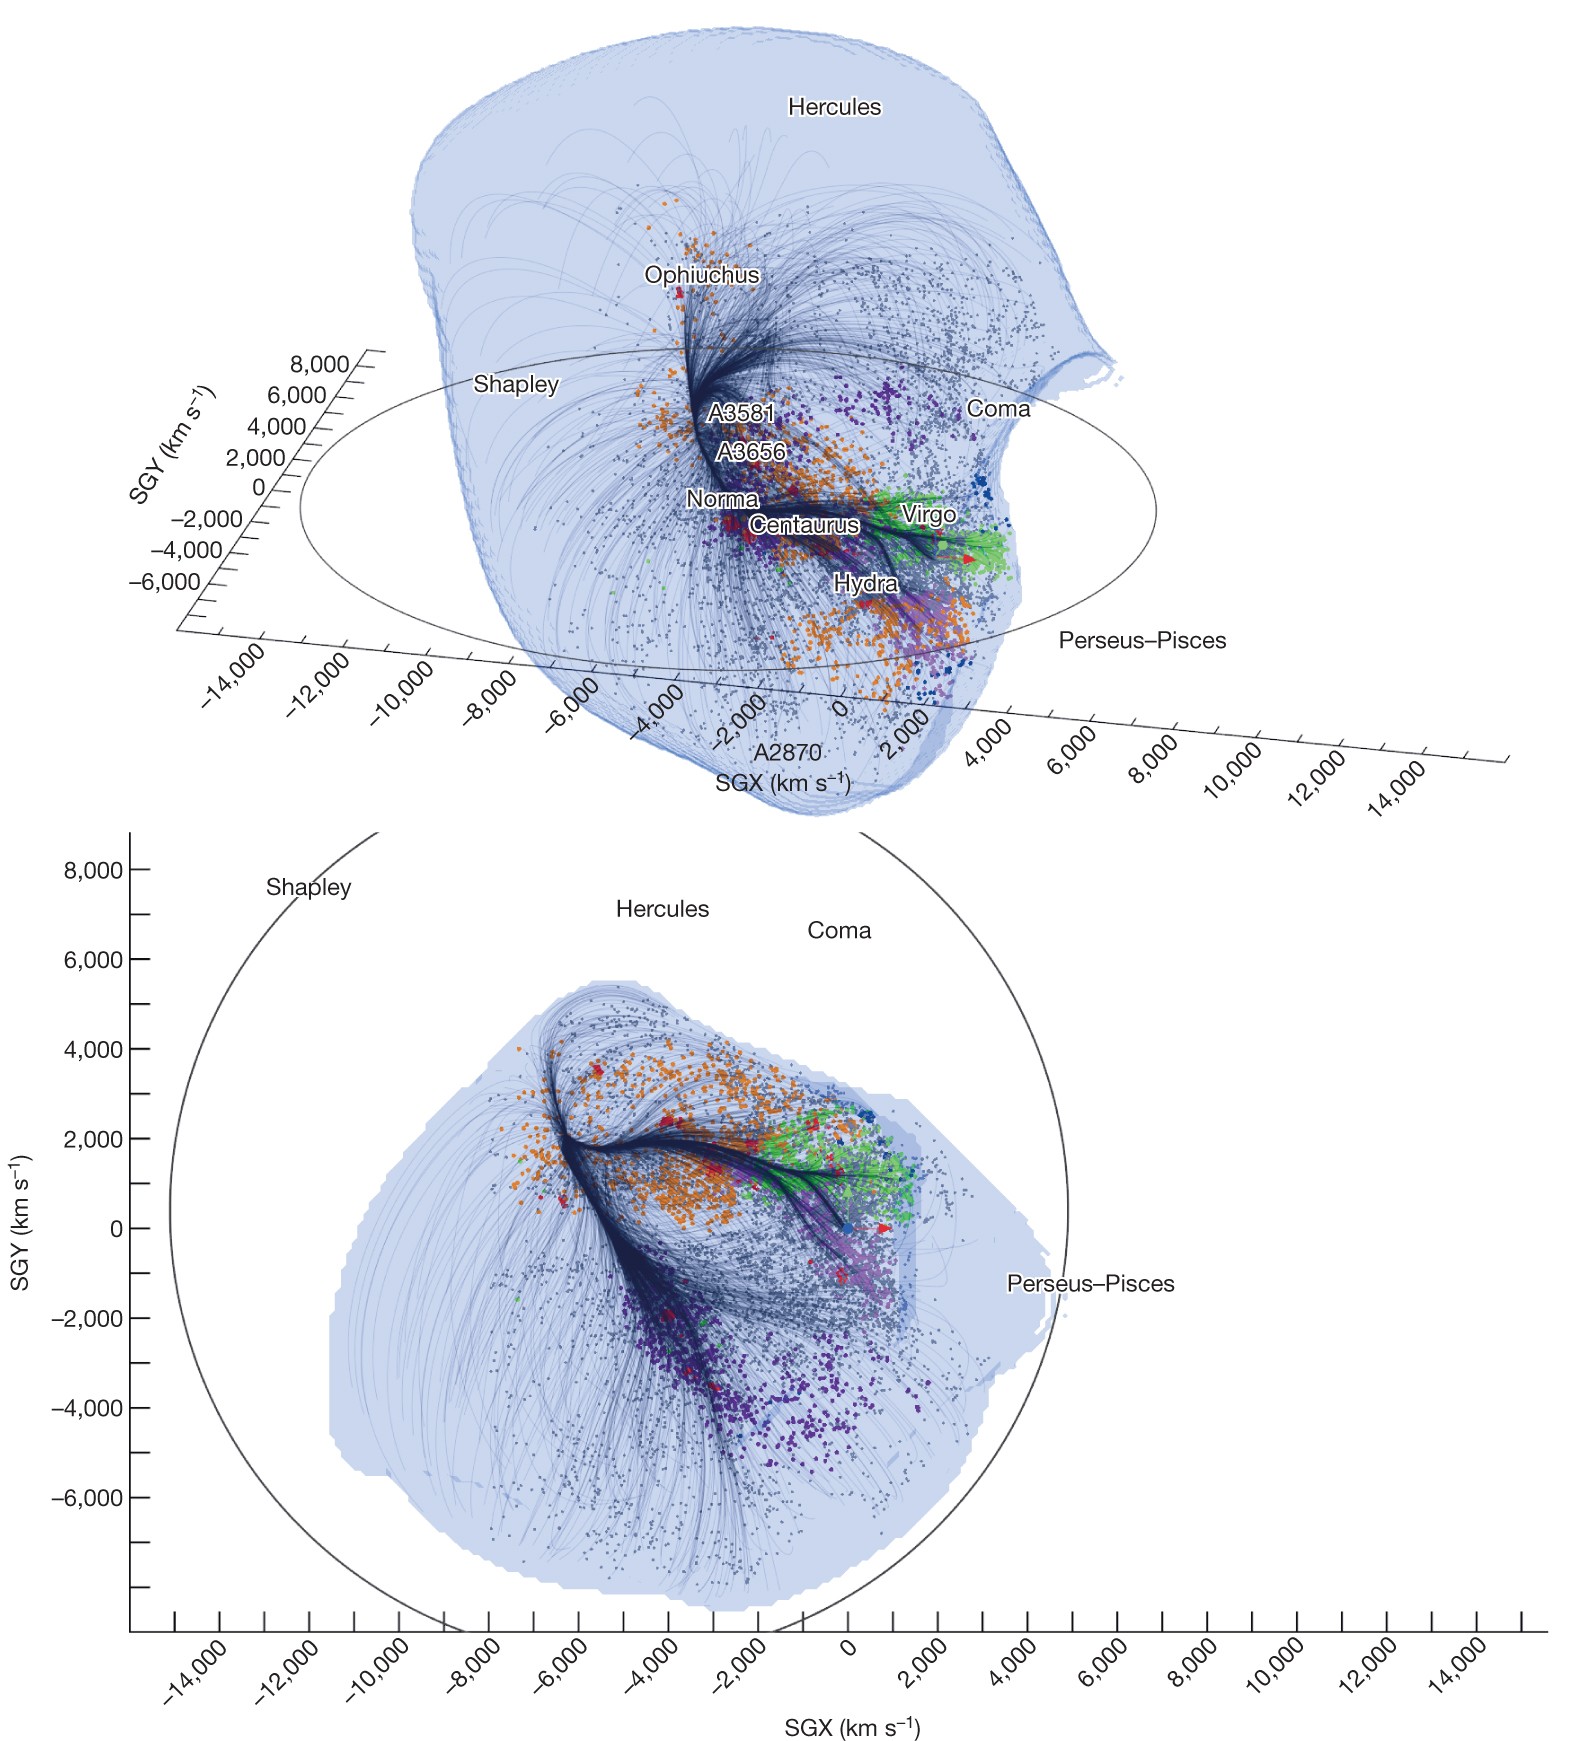 Hercules
Ophiuchus
Shapley
A3581
Coma
A3656
Norma
Virgo
Centaurus
Hydra
Perseus–Pisces
A2870
SGY (km s⁻¹)
8,000
6,000
4,000
2,000
0
–2,000
–4,000
–6,000
–14,000
–12,000
–10,000
–8,000
–6,000
–4,000
–2,000
0
2,000
4,000
6,000
8,000
10,000
12,000
14,000
SGX (km s⁻¹)
Shapley
Hercules
Coma
Perseus–Pisces
SGY (km s⁻¹)
8,000
6,000
4,000
2,000
0
–2,000
–4,000
–6,000
–14,000
–12,000
–10,000
–8,000
–6,000
–4,000
–2,000
0
2,000
4,000
6,000
8,000
10,000
12,000
14,000
SGX (km s⁻¹)